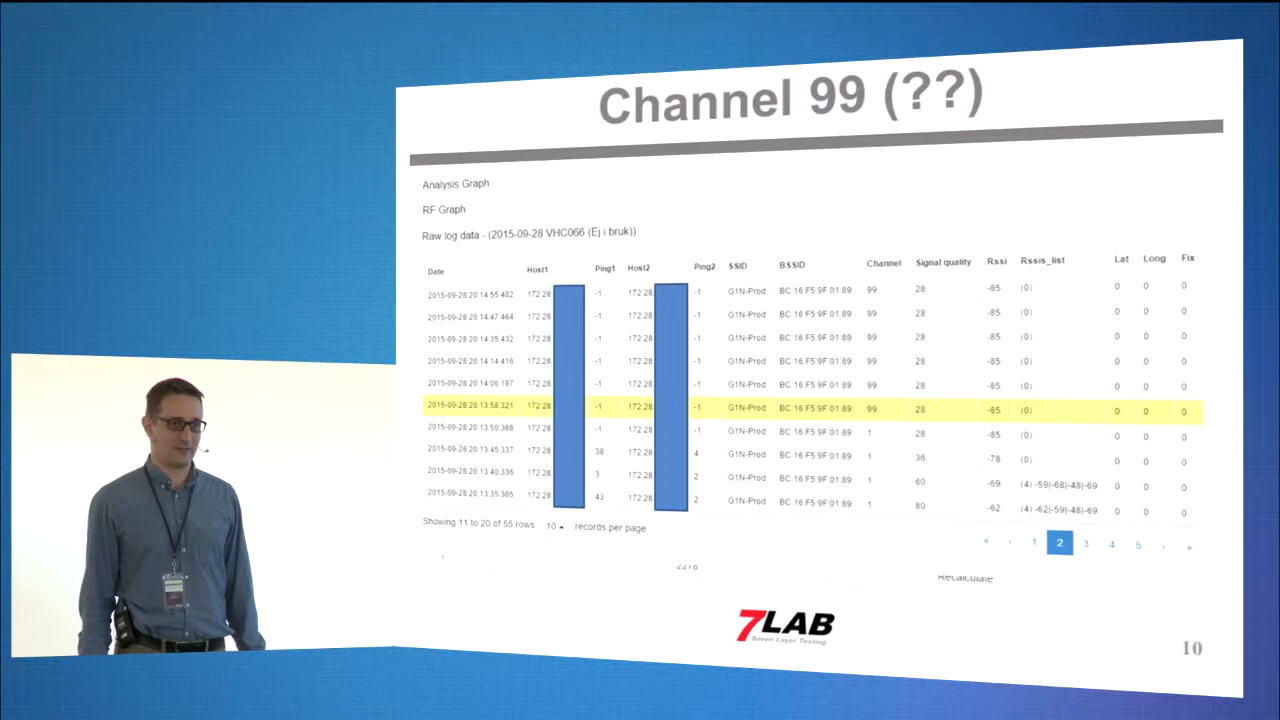 Channel 99 (??)
Analysis Graph
RF Graph
Raw log data - (2015-09-28 VHC066 (Ej i bruk))
Date Host1 Ping1 Host2 Ping2 SSID BSSID Channel Signal quality Rssi Rssis_list Lat Long Fix
2015-09-28 20:14:55.402 172.28 -1 172.28 -1 G1N-Prod BC:16:F5:9F:01:89 99 28 -85 (0) 0 0 0
2015-09-28 20:14:47.464 172.28 -1 172.28 -1 G1N-Prod BC:16:F5:9F:01:89 99 28 -85 (0) 0 0 0
2015-09-28 20:14:35.432 172.28 -1 172.28 -1 G1N-Prod BC:16:F5:9F:01:89 99 28 -85 (0) 0 0 0
2015-09-28 20:14:14.416 172.28 -1 172.28 -1 G1N-Prod BC:16:F5:9F:01:89 99 28 -85 (0) 0 0 0
2015-09-28 20:14:06.197 172.28 -1 172.28 -1 G1N-Prod BC:16:F5:9F:01:89 99 28 -85 (0) 0 0 0
2015-09-28 20:13:58.321 172.28 -1 172.28 -1 G1N-Prod BC:16:F5:9F:01:89 99 28 -85 (0) 0 0 0
2015-09-28 20:13:50.368 172.28 -1 172.28 -1 G1N-Prod BC:16:F5:9F:01:89 1 28 -85 (0) 0 0 0
2015-09-28 20:13:45.337 172.28 38 172.28 4 G1N-Prod BC:16:F5:9F:01:89 1 36 -78 (0) 0 0 0
2015-09-28 20:13:40.336 172.28 3 172.28 2 G1N-Prod BC:16:F5:9F:01:89 1 60 -69 (4) -59|-68|-48|-69 0 0 0
2015-09-28 20:13:35.305 172.28 43 172.28 2 G1N-Prod BC:16:F5:9F:01:89 1 80 -62 (4) -62|-59|-48|-69 0 0 0
Showing 11 to 20 of 55 rows 10 records per page
« ‹ 1 2 3 4 5 › »
Recalculate
7LAB
Seven Layer Testing
10